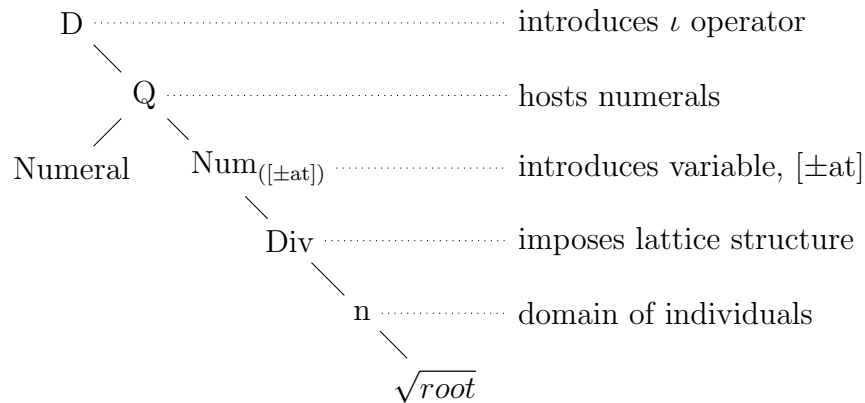 D introduces ι operator
Q hosts numerals
Numeral Num([±at]) introduces variable, [±at]
Div imposes lattice structure
n domain of individuals
√root